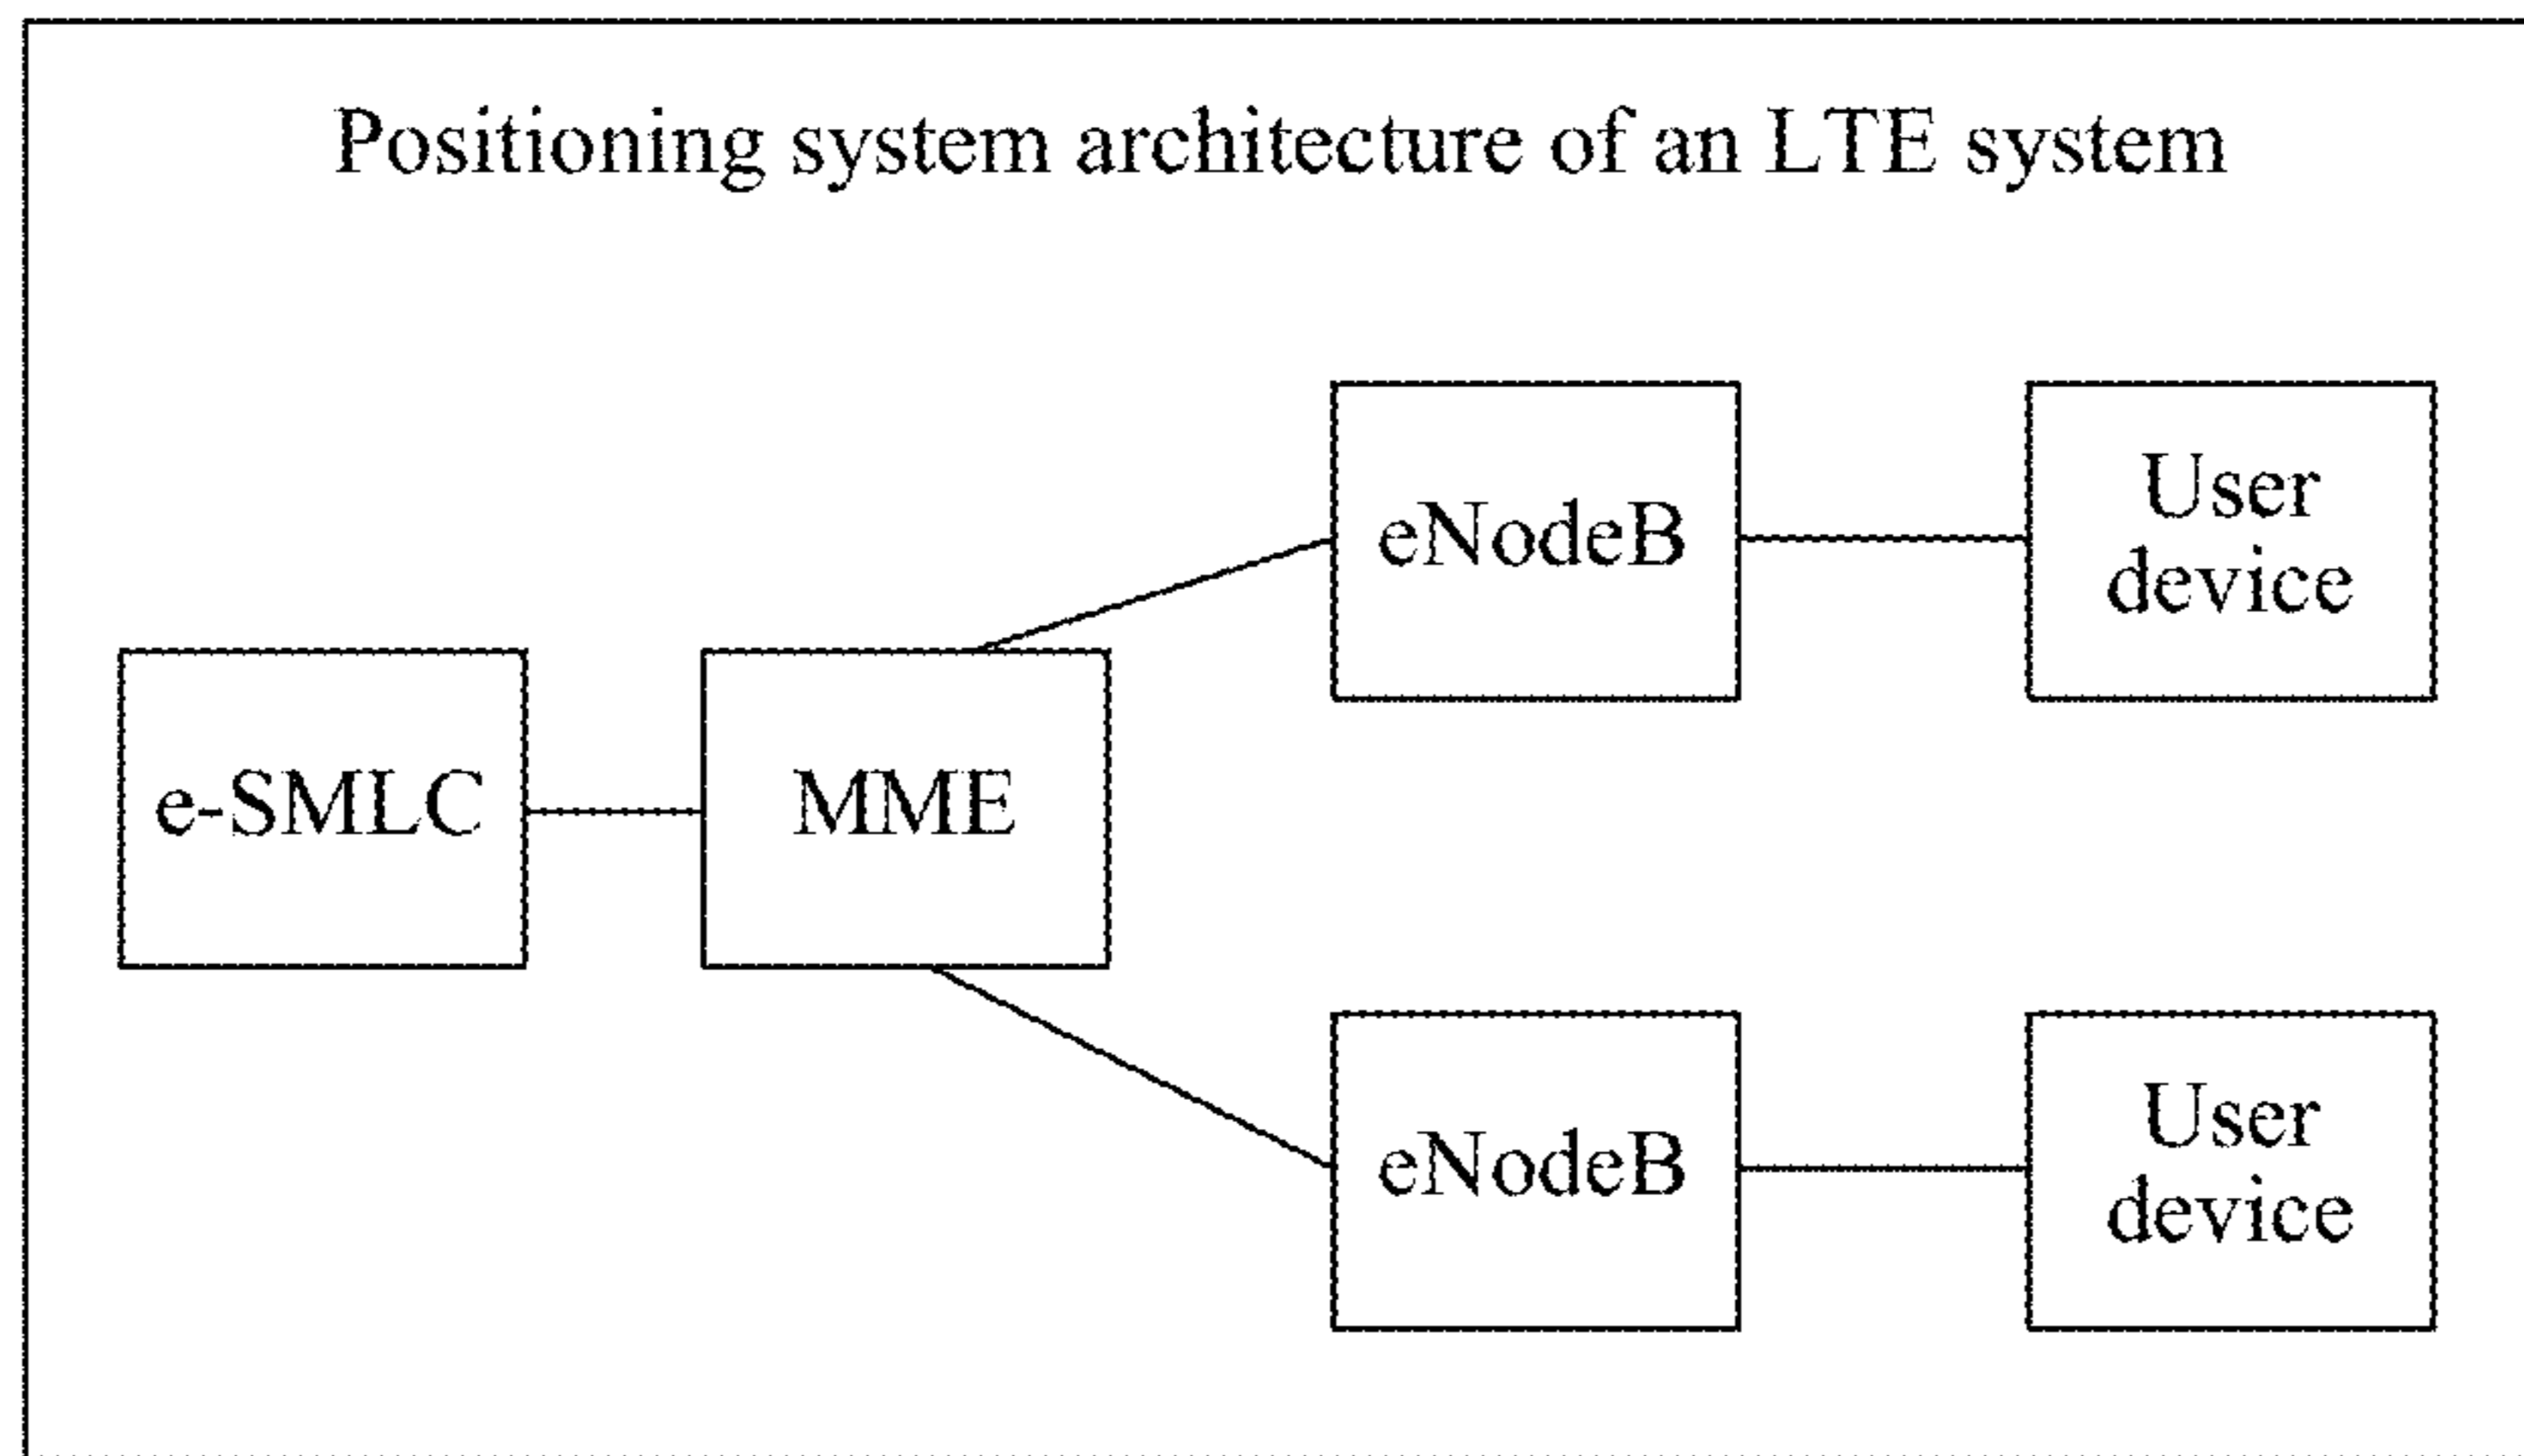 Positioning system architecture of an LTE system
eNodeB
User
device
e-SMLC
MME
eNodeB
User
device